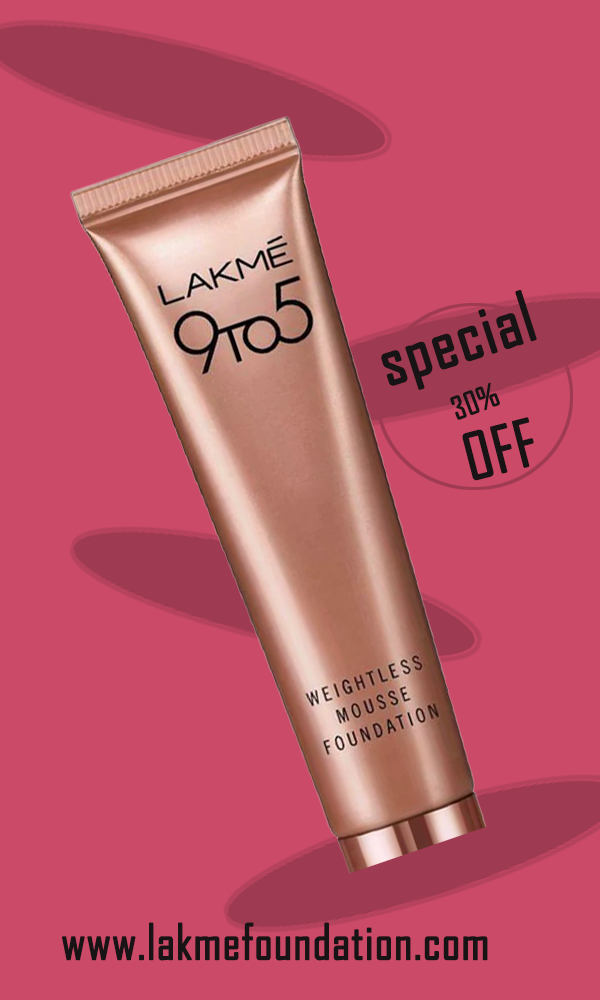 LAKMĒ
9TO5
special
30%
OFF
WEIGHTLESS
MOUSSE
FOUNDATION
www.lakmefoundation.com